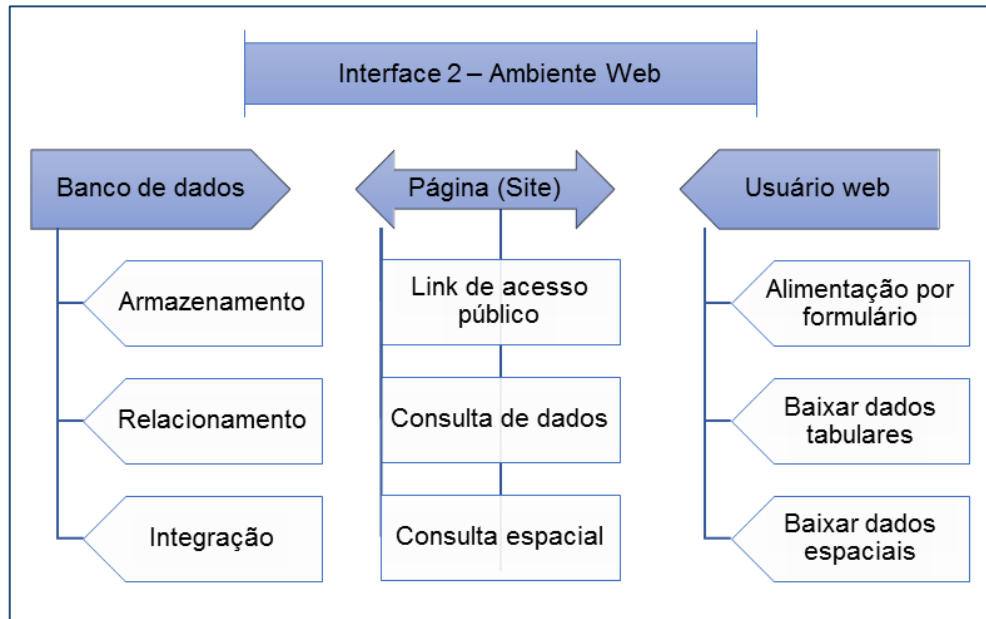 Interface 2 – Ambiente Web
Banco de dados
Armazenamento
Relacionamento
Integração
Página (Site)
Link de acesso
público
Consulta de dados
Consulta espacial
Usuário web
Alimentação por
formulário
Baixar dados
tabulares
Baixar dados
espaciais